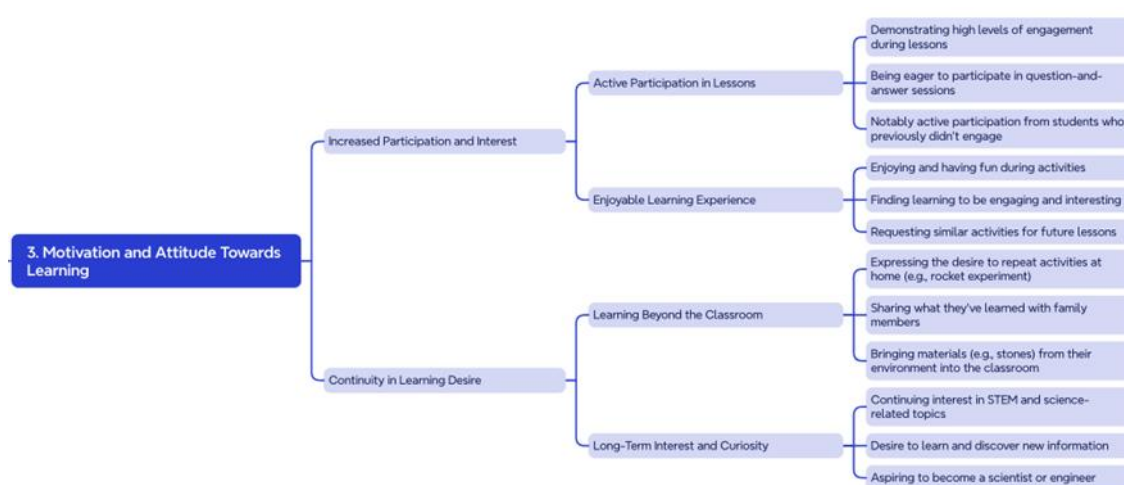 3. Motivation and Attitude Towards
Learning
Increased Participation and Interest
Active Participation in Lessons
Demonstrating high levels of engagement
during lessons
Being eager to participate in question-and-
answer sessions
Notably active participation from students who
previously didn't engage
Enjoyable Learning Experience
Enjoying and having fun during activities
Finding learning to be engaging and interesting
Requesting similar activities for future lessons
Continuity in Learning Desire
Learning Beyond the Classroom
Expressing the desire to repeat activities at
home (e.g., rocket experiment)
Sharing what they've learned with family
members
Bringing materials (e.g., stones) from their
environment into the classroom
Long-Term Interest and Curiosity
Continuing interest in STEM and science-
related topics
Desire to learn and discover new information
Aspiring to become a scientist or engineer